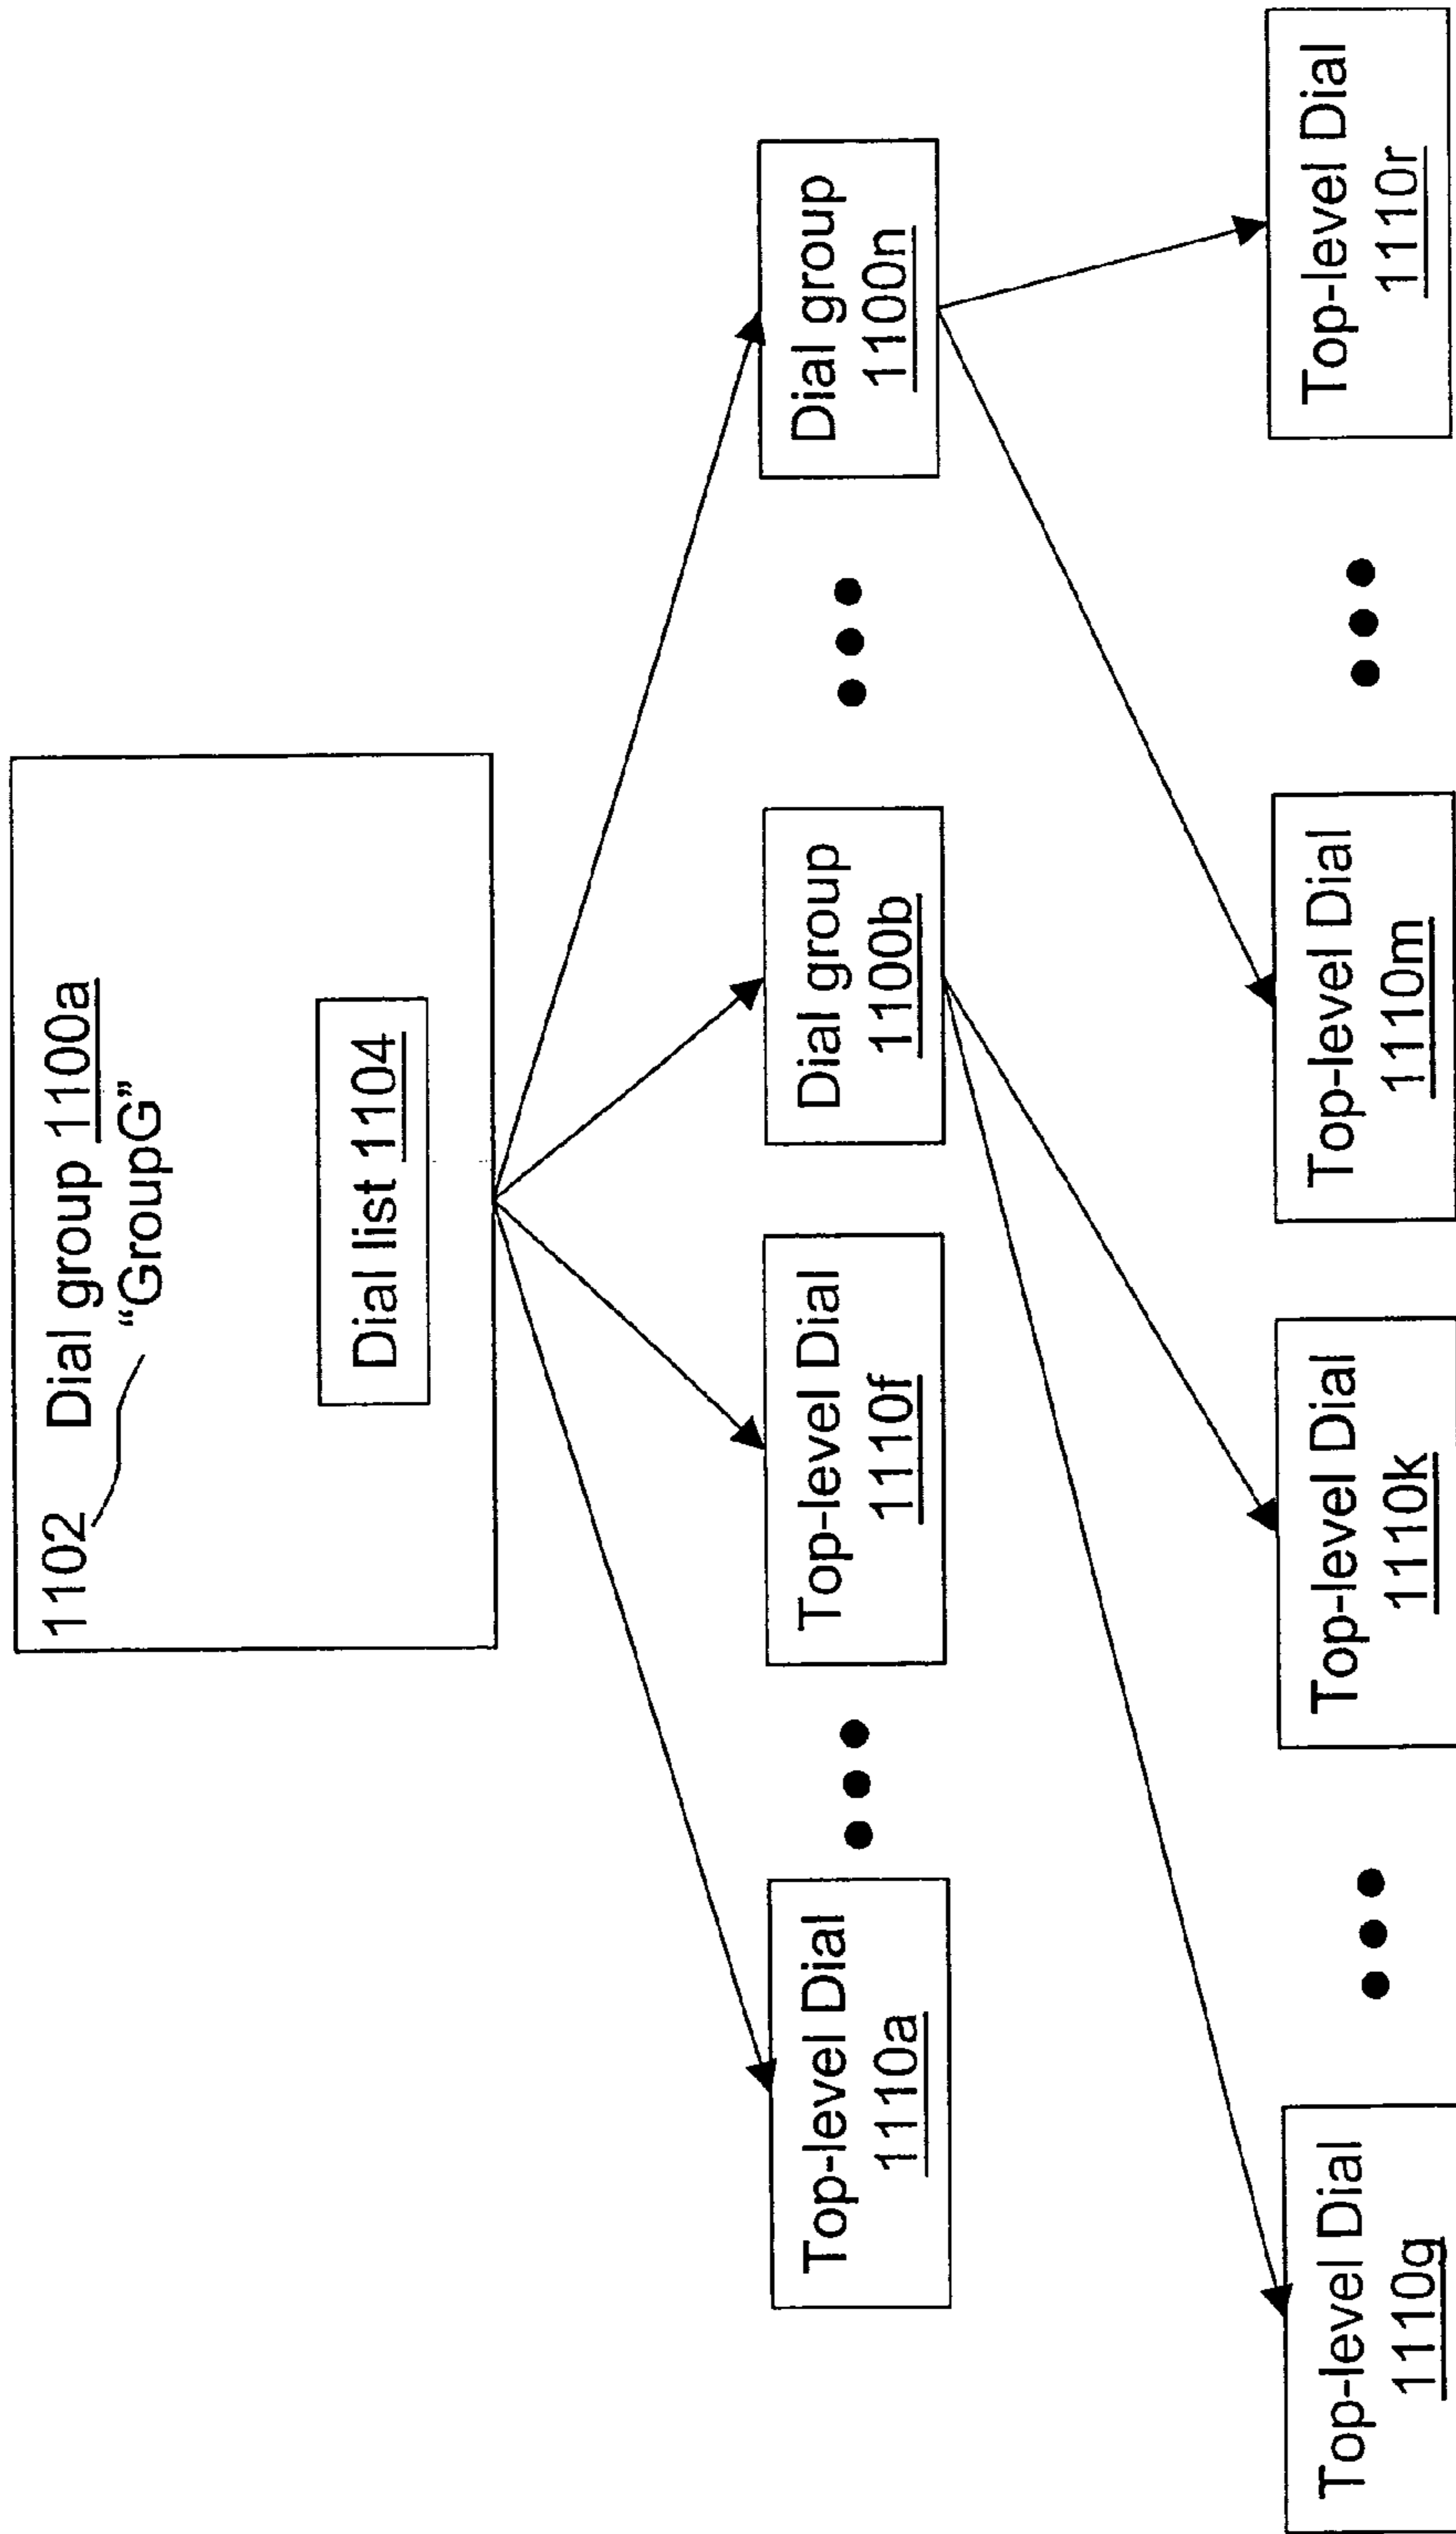 1102
Dial group 1100a
“GroupG”
Dial list 1104
Top-level Dial
1110a
Top-level Dial
1110f
Dial group
1100b
Dial group
1100n
Top-level Dial
1110g
Top-level Dial
1110k
Top-level Dial
1110m
Top-level Dial
1110r